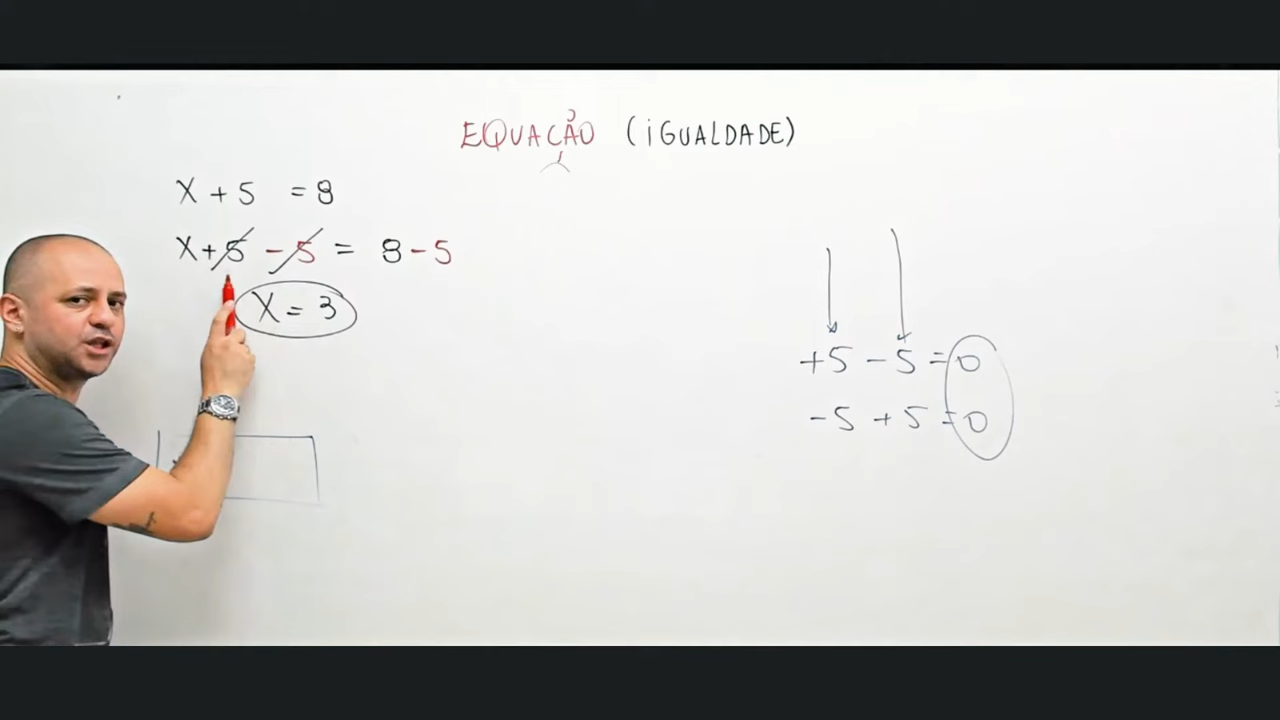 EQUAÇÃO (iGUALDADE)
X + 5 = 8
X + 5 - 5 = 8 - 5
X = 3
+5 - 5 = 0
-5 + 5 = 0